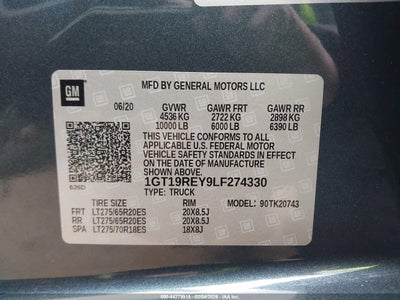 GM
MFD BY GENERAL MOTORS LLC
06/20 GVWR GAWR FRT GAWR RR
4536 KG 2722 KG 2898 KG
10000 LB 6000 LB 6390 LB
THIS VEHICLE CONFORMS TO ALL
APPLICABLE U.S. FEDERAL MOTOR
VEHICLE SAFETY STANDARDS IN EFFECT ON
THE DATE OF MANUFACTURE SHOWN ABOVE.
1GT19REY9LF274330
626D TYPE: TRUCK
TIRE SIZE RIM MODEL: 90TK20743
FRT LT275/65R20ES 20X8.5J
RR LT275/65R20ES 20X8.5J
SPA LT275/70R18ES 18X8J